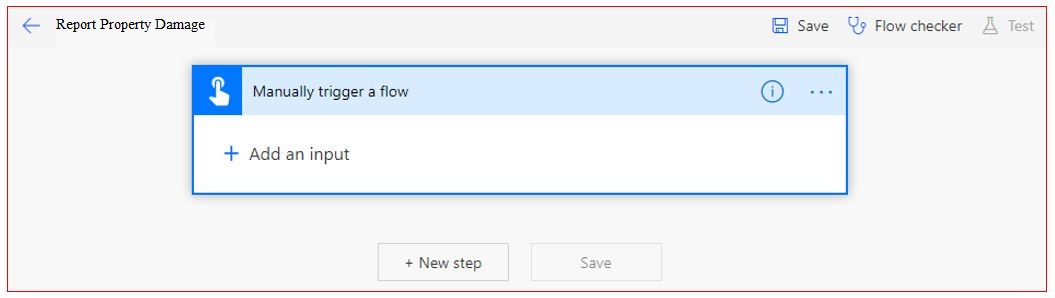 Report Property Damage
Save
Flow checker
Test
Manually trigger a flow
i
...
+ Add an input
+ New step
Save